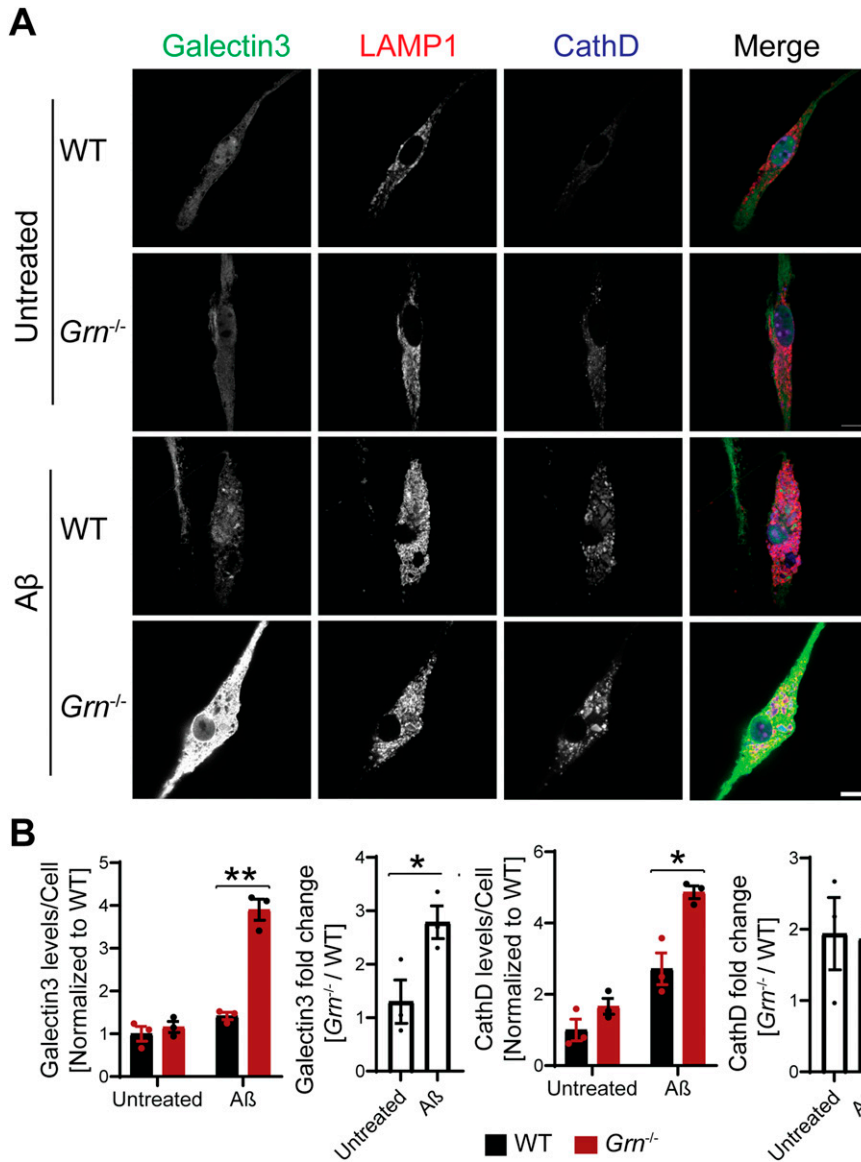 A
Galectin3 LAMP1 CathD Merge
Untreated
WT
Grn-/-
Aβ
WT
Grn-/-
B
Galectin3 levels/Cell
[Normalized to WT]
5
4
3
2
1
0
**
Untreated Aß
Galectin3 fold change
[Grn-/- / WT]
4
3
2
1
0
*
Untreated
Aß
CathD levels/Cell
[Normalized to WT]
6
4
2
0
*
Untreated Aß
CathD fold change
[Grn-/- / WT]
3
2
1
0
Untreated
WT Grn-/-